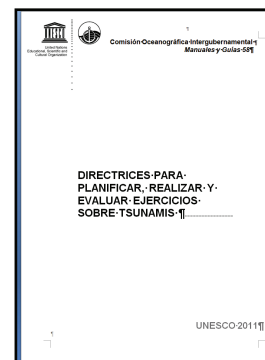 United Nations
Educational, Scientific and
Cultural Organization
Comisión·Oceanográfica·Intergubernamental·¶
Manuales·y·Guías·58¶
¶
DIRECTRICES·PARA·
PLANIFICAR,·REALIZAR·Y·
EVALUAR·EJERCICIOS·
SOBRE·TSUNAMIS·¶
UNESCO·2011¶
¶